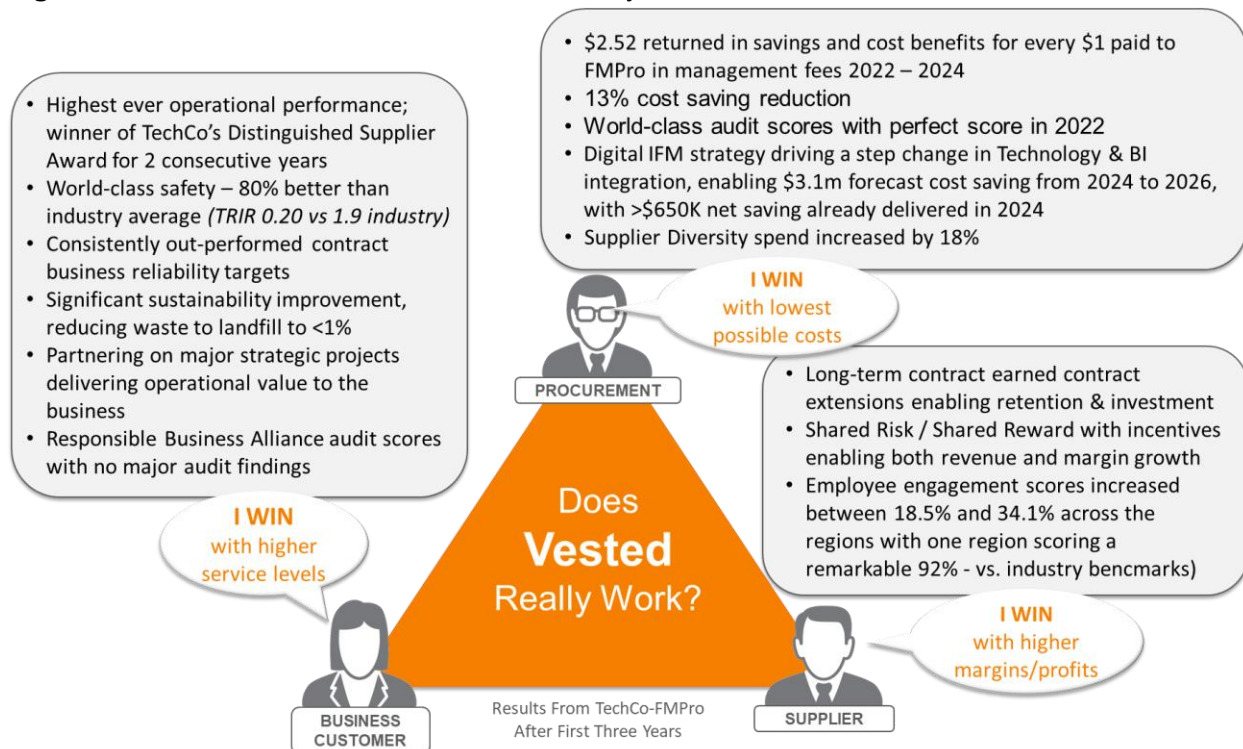 • $2.52 returned in savings and cost benefits for every $1 paid to
FMPro in management fees 2022 – 2024
• 13% cost saving reduction
• World-class audit scores with perfect score in 2022
• Digital IFM strategy driving a step change in Technology & BI
integration, enabling $3.1m forecast cost saving from 2024 to 2026,
with >$650K net saving already delivered in 2024
• Supplier Diversity spend increased by 18%
• Highest ever operational performance;
winner of TechCo's Distinguished Supplier
Award for 2 consecutive years
• World-class safety – 80% better than
industry average (TRIR 0.20 vs 1.9 industry)
• Consistently out-performed contract
business reliability targets
• Significant sustainability improvement,
reducing waste to landfill to <1%
• Partnering on major strategic projects
delivering operational value to the
business
• Responsible Business Alliance audit scores
with no major audit findings
I WIN
with lowest
possible costs
PROCUREMENT
• Long-term contract earned contract
extensions enabling retention & investment
• Shared Risk / Shared Reward with incentives
enabling both revenue and margin growth
• Employee engagement scores increased
between 18.5% and 34.1% across the
regions with one region scoring a
remarkable 92% - vs. industry bencmarks)
I WIN
with higher
service levels
Does
Vested
Really Work?
I WIN
with higher
margins/profits
BUSINESS
CUSTOMER
Results From TechCo-FMPro
After First Three Years
SUPPLIER